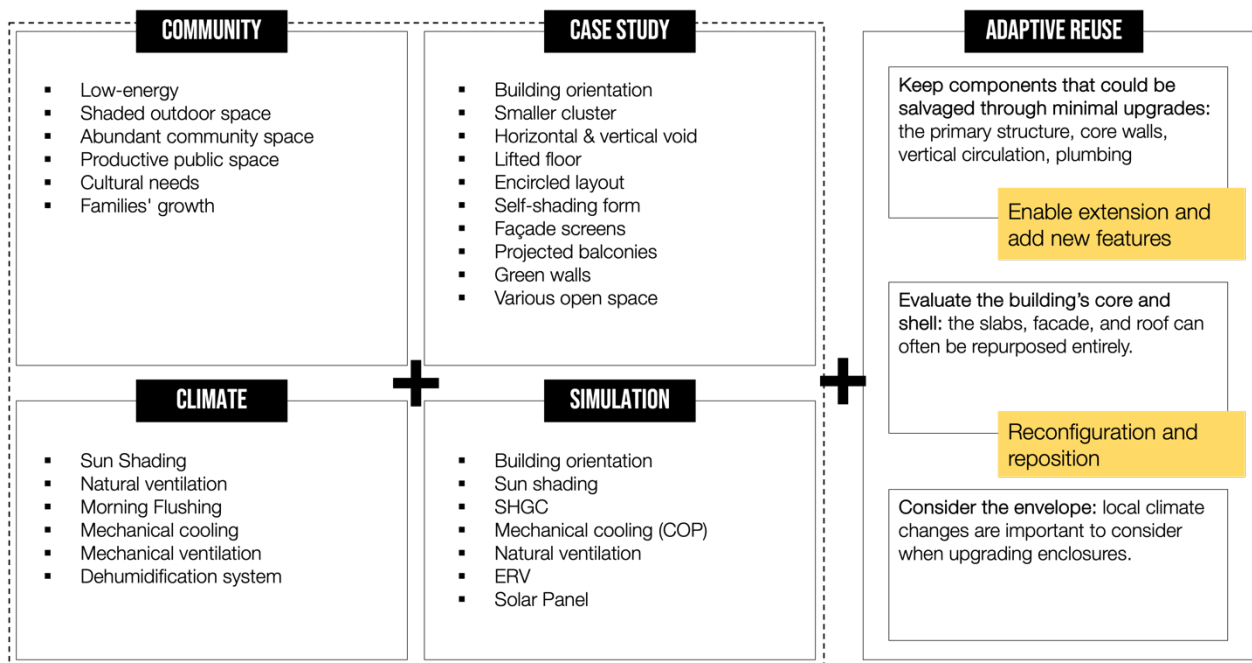 COMMUNITY
▪ Low-energy
▪ Shaded outdoor space
▪ Abundant community space
▪ Productive public space
▪ Cultural needs
▪ Families' growth
CASE STUDY
▪ Building orientation
▪ Smaller cluster
▪ Horizontal & vertical void
▪ Lifted floor
▪ Encircled layout
▪ Self-shading form
▪ Façade screens
▪ Projected balconies
▪ Green walls
▪ Various open space
+
CLIMATE
▪ Sun Shading
▪ Natural ventilation
▪ Morning Flushing
▪ Mechanical cooling
▪ Mechanical ventilation
▪ Dehumidification system
SIMULATION
▪ Building orientation
▪ Sun shading
▪ SHGC
▪ Mechanical cooling (COP)
▪ Natural ventilation
▪ ERV
▪ Solar Panel
+
ADAPTIVE REUSE
Keep components that could be
salvaged through minimal upgrades:
the primary structure, core walls,
vertical circulation, plumbing
Enable extension and
add new features
Evaluate the building's core and
shell: the slabs, facade, and roof can
often be repurposed entirely.
Reconfiguration and
reposition
Consider the envelope: local climate
changes are important to consider
when upgrading enclosures.